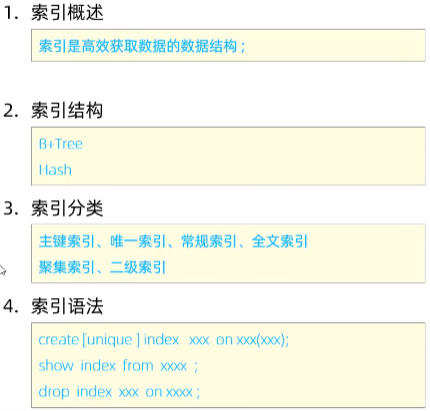 1. 索引概述
索引是高效获取数据的数据结构；
2. 索引结构
B+Tree
Hash
3. 索引分类
主键索引、唯一索引、常规索引、全文索引
聚集索引、二级索引
4. 索引语法
create [unique ] index xxx on xxx(xxx);
show index from xxxx ;
drop index xxx on xxxx ;